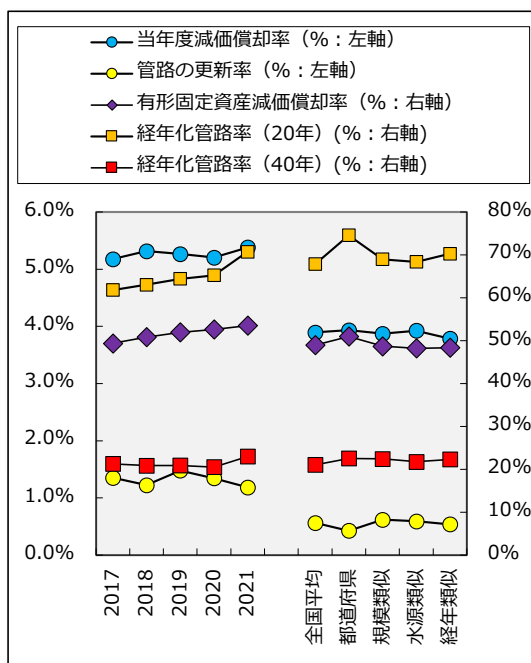 当年度減価償却率（%：左軸）
管路の更新率（%：左軸）
有形固定資産減価償却率（%：右軸）
経年化管路率（20年）(%：右軸)
経年化管路率（40年）(%：右軸)
6.0%
5.0%
4.0%
3.0%
2.0%
1.0%
0.0%
80%
70%
60%
50%
40%
30%
20%
10%
0%
2017
2018
2019
2020
2021
全国平均
都道府県
規模類似
水源類似
経年類似